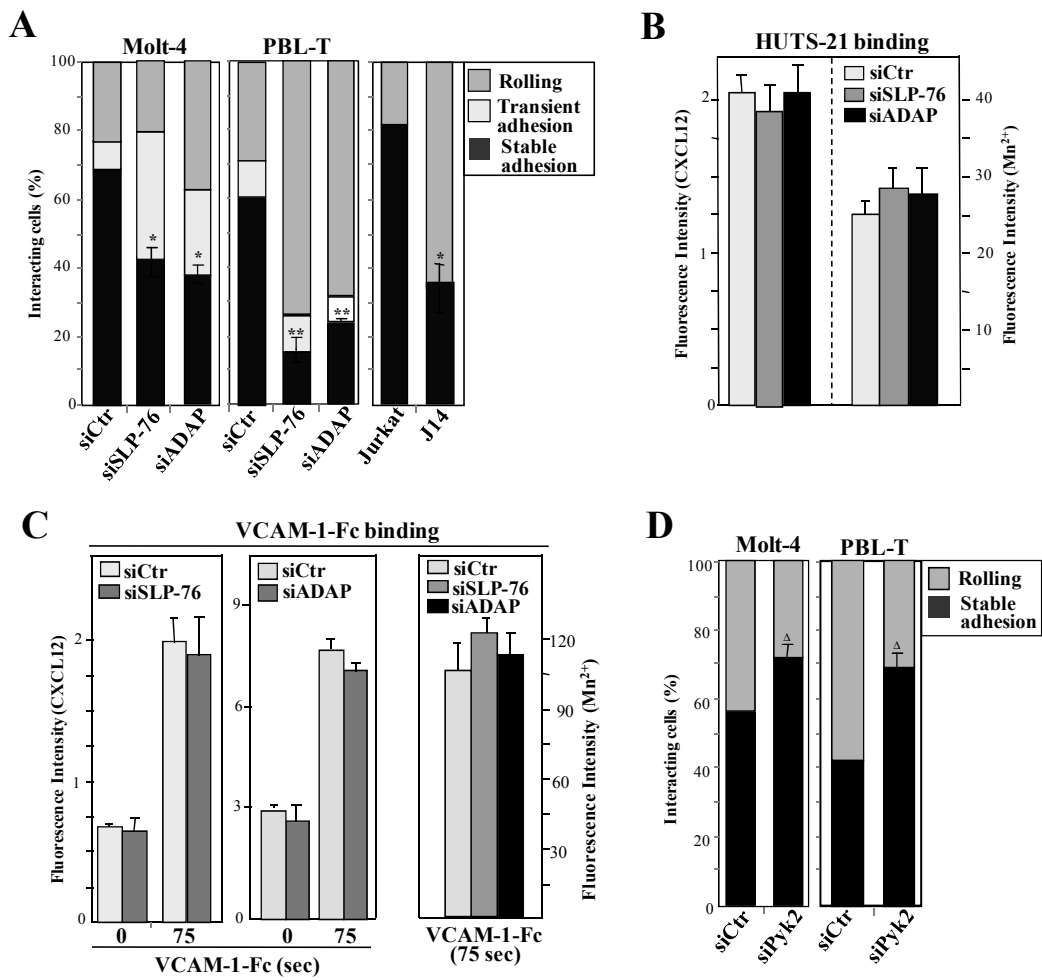 A
Molt-4
PBL-T
Interacting cells (%)
100
80
60
40
20
0
*
*
**
**
*
siCtr
siSLP-76
siADAP
siCtr
siSLP-76
siADAP
Jurkat
J14
Rolling
Transient
adhesion
Stable
adhesion
B
HUTS-21 binding
siCtr
siSLP-76
siADAP
Fluorescence Intensity (CXCL12)
2
1
0
Fluorescence Intensity (Mn²⁺)
40
30
20
10
C
VCAM-1-Fc binding
siCtr
siSLP-76
siCtr
siADAP
siCtr
siSLP-76
siADAP
Fluorescence Intensity (CXCL12)
2
1
0
9
6
3
0
Fluorescence Intensity (Mn²⁺)
120
90
60
30
0
75
0
75
VCAM-1-Fc (sec)
VCAM-1-Fc
(75 sec)
D
Molt-4
PBL-T
Interacting cells (%)
100
80
60
40
20
0
Δ
Δ
siCtr
siPyk2
siCtr
siPyk2
Rolling
Stable
adhesion